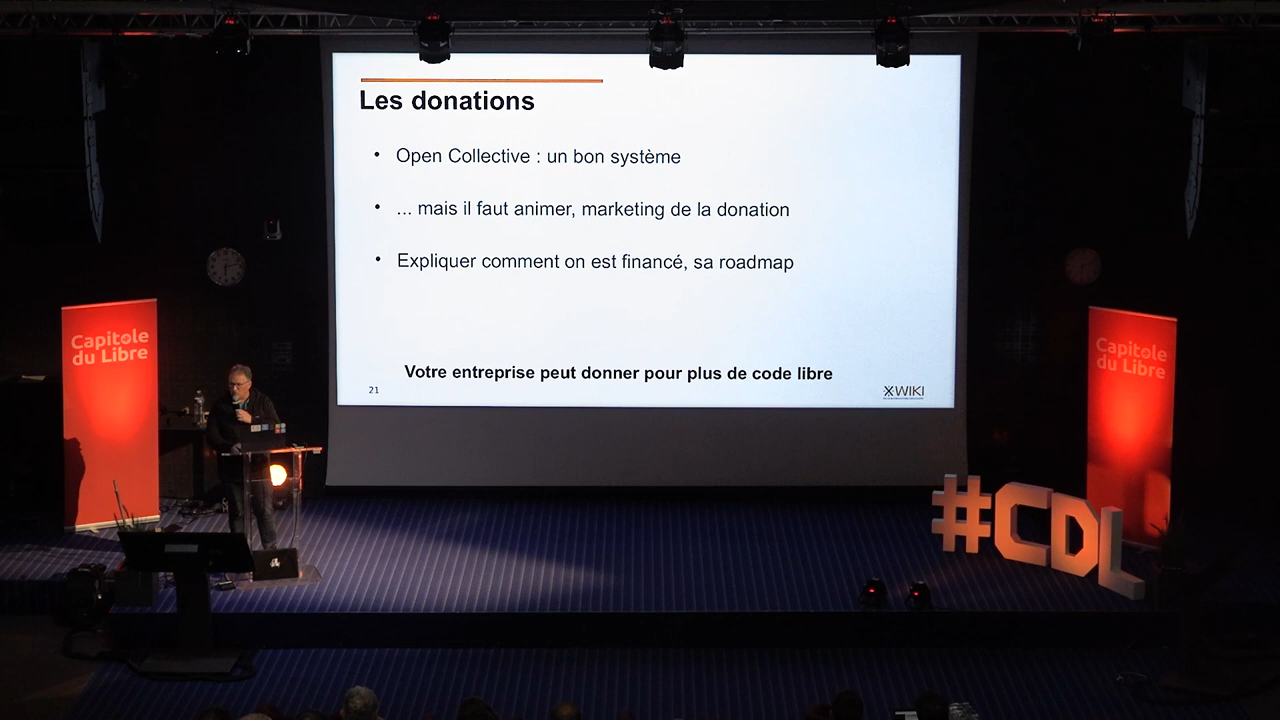 Les donations
• Open Collective : un bon système
• ... mais il faut animer, marketing de la donation
• Expliquer comment on est financé, sa roadmap
Votre entreprise peut donner pour plus de code libre
21
XWIKI
Capitole
du Libre
Capitole
du Libre
#CDL